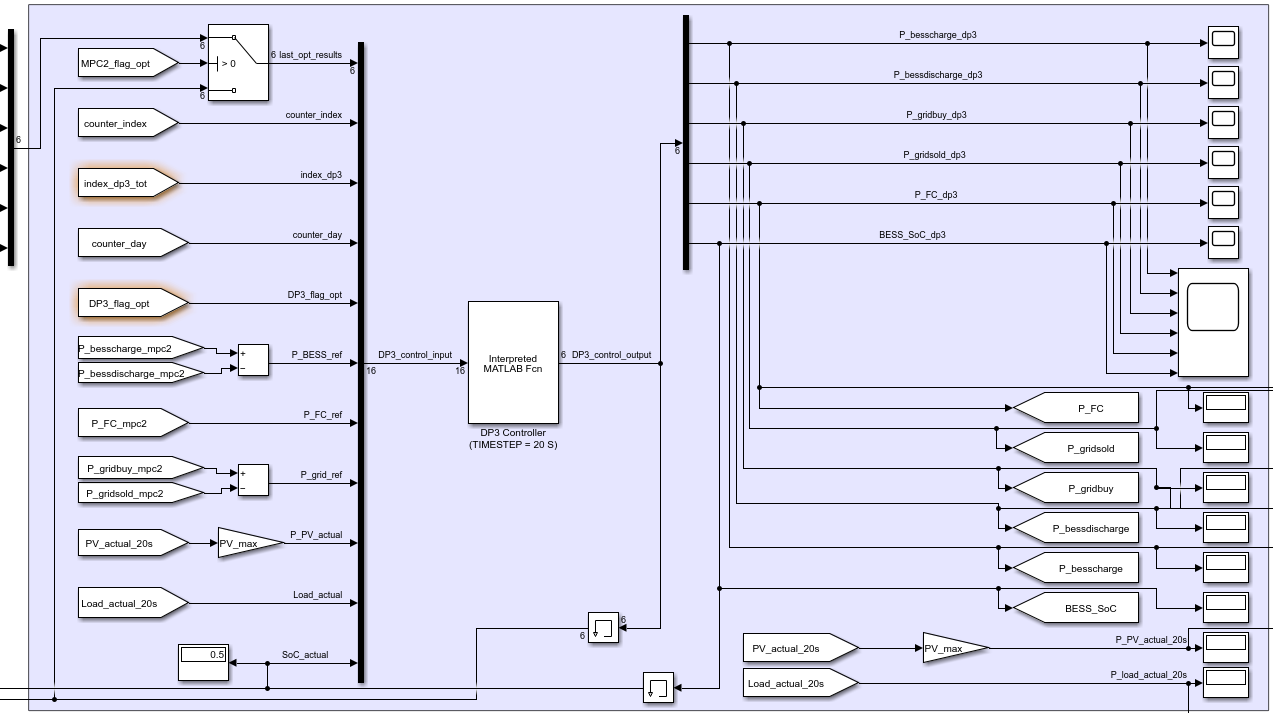 6
MPC2_flag_opt
6
> 0
6
6 last_opt_results
6
counter_index
counter_index
index_dp3_tot
index_dp3
counter_day
counter_day
DP3_flag_opt
DP3_flag_opt
P_besscharge_mpc2
P_bessdischarge_mpc2
+
−
P_BESS_ref
P_FC_mpc2
P_FC_ref
P_gridbuy_mpc2
P_gridsold_mpc2
+
−
P_grid_ref
PV_actual_20s
PV_max
P_PV_actual
Load_actual_20s
Load_actual
0.5
SoC_actual
DP3_control_input
16
16
Interpreted
MATLAB Fcn
DP3 Controller
(TIMESTEP = 20 S)
6 DP3_control_output
6
6
6
P_besscharge_dp3
P_bessdischarge_dp3
P_gridbuy_dp3
P_gridsold_dp3
P_FC_dp3
BESS_SoC_dp3
P_FC
P_gridsold
P_gridbuy
P_bessdischarge
P_besscharge
BESS_SoC
PV_actual_20s
PV_max
P_PV_actual_20s
Load_actual_20s
P_load_actual_20s